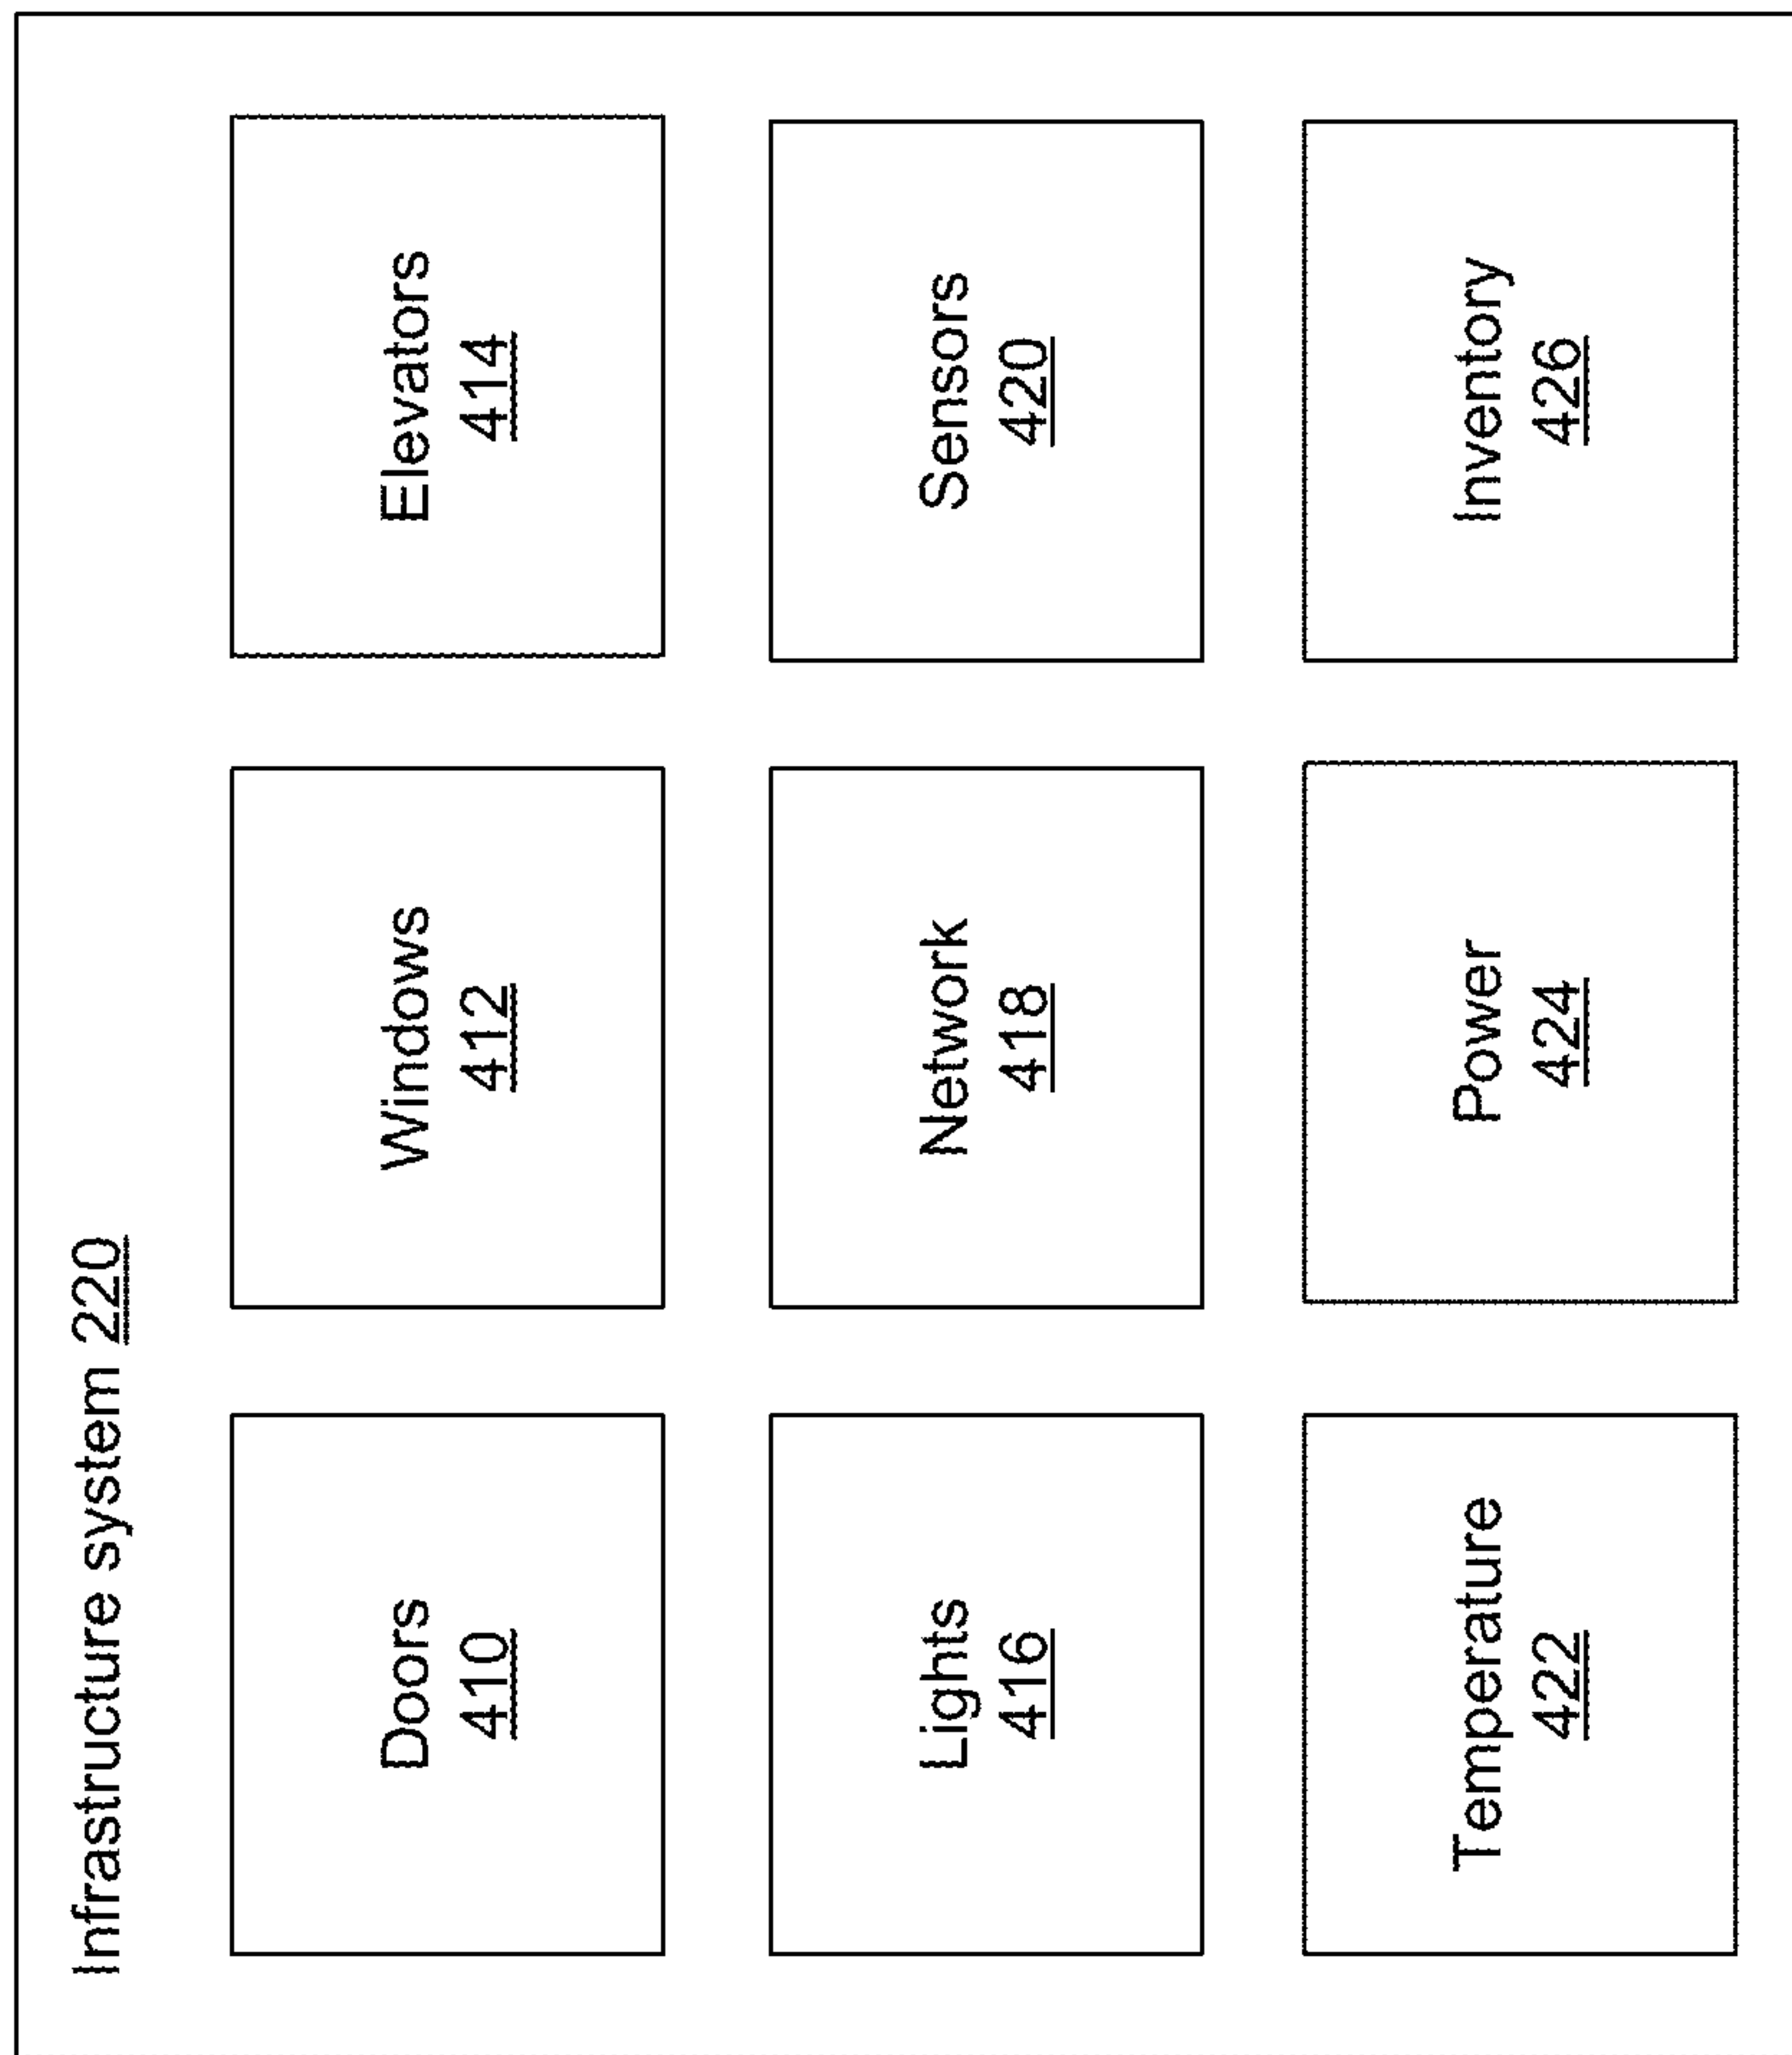 Infrastructure system 220
Doors
410
Windows
412
Elevators
414
Lights
416
Network
418
Sensors
420
Temperature
422
Power
424
Inventory
426